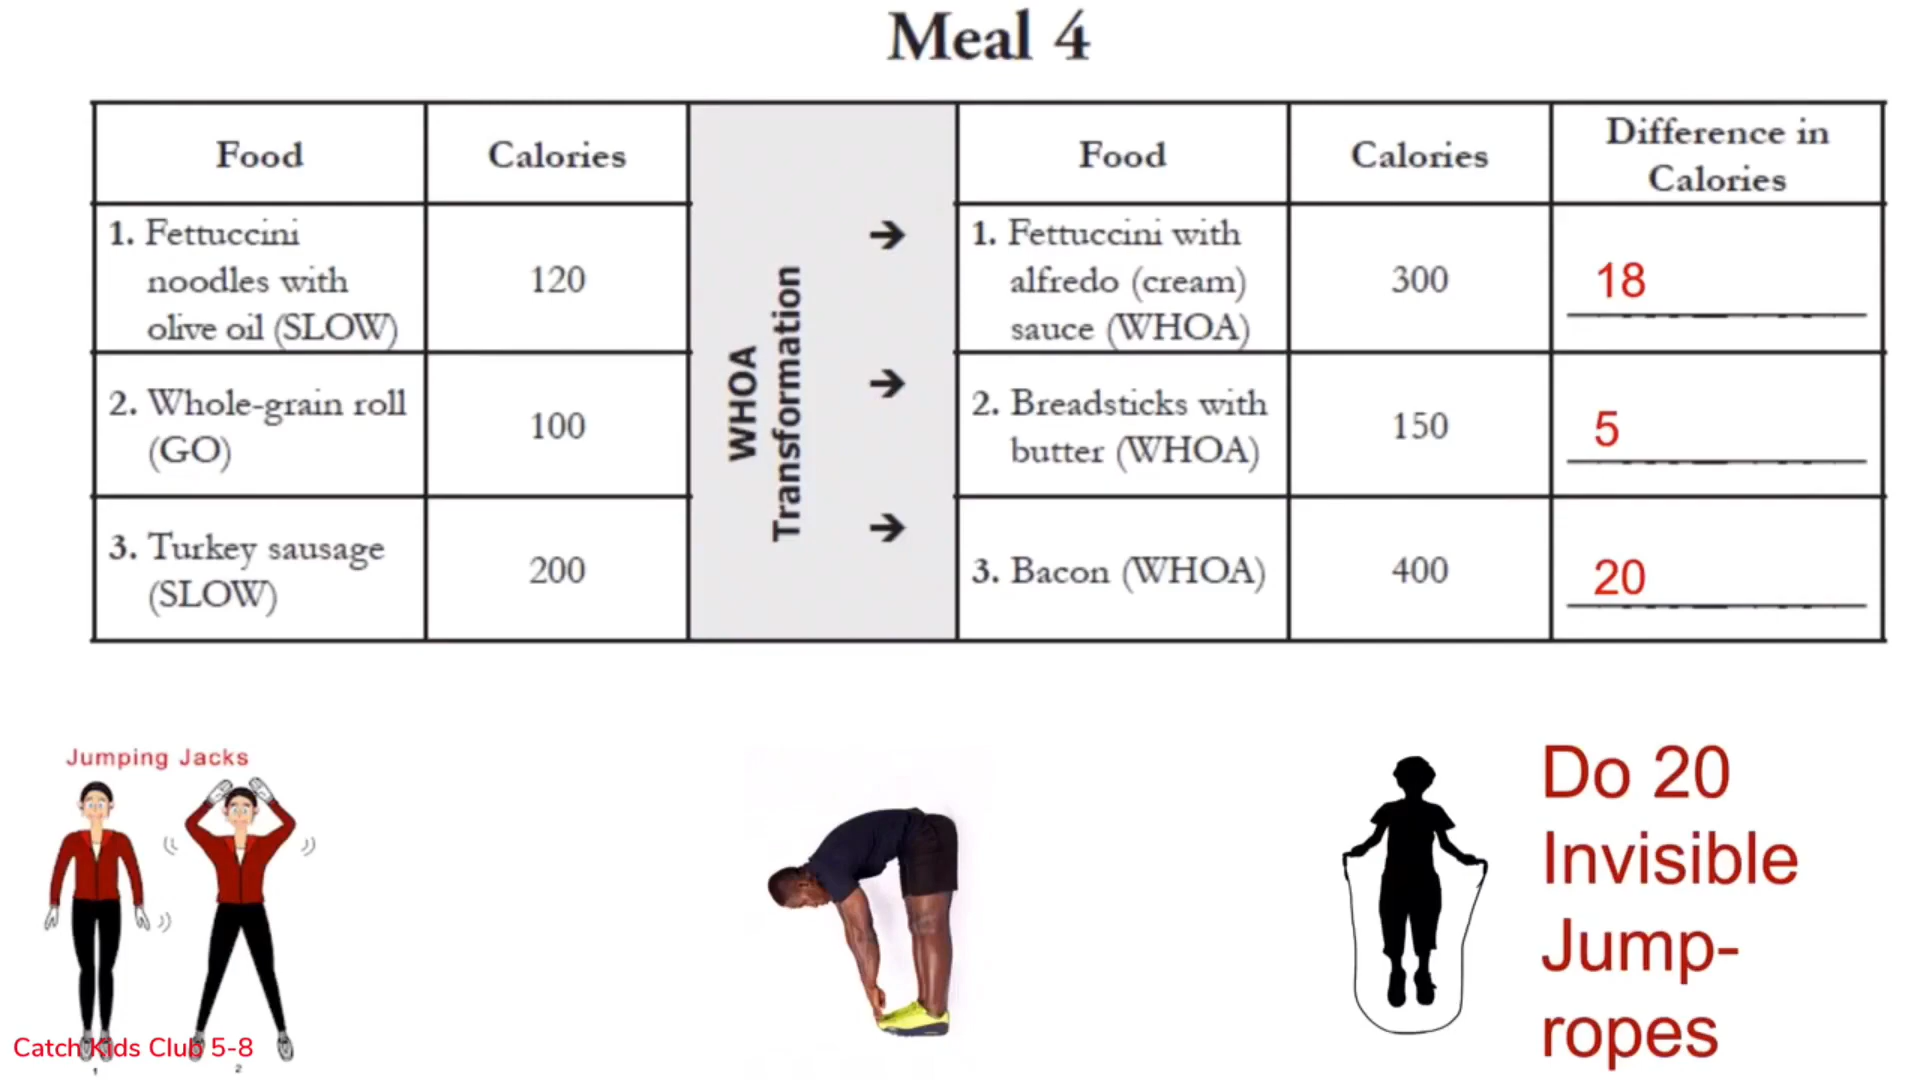 Meal 4
Food
Calories
WHOA
Transformation
Food
Calories
Difference in
Calories
1. Fettuccini
noodles with
olive oil (SLOW)
120
➔
1. Fettuccini with
alfredo (cream)
sauce (WHOA)
300
18
2. Whole-grain roll
(GO)
100
➔
2. Breadsticks with
butter (WHOA)
150
5
3. Turkey sausage
(SLOW)
200
➔
3. Bacon (WHOA)
400
20
Jumping Jacks
1
2
Catch Kids Club 5-8
Do 20
Invisible
Jump-
ropes